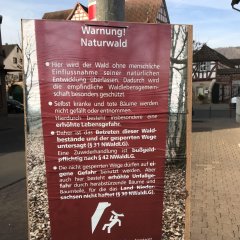 Warnung!
Naturwald
• Hier wird der Wald ohne menschliche
Einflussnahme seiner natürlichen
Entwicklung überlassen. Dadurch wird
die empfindliche Waldlebensgemein-
schaft besonders geschützt.
• Selbst kranke und tote Bäume werden
nicht gefällt oder entnommen.
Hierdurch besteht insbesondere eine
erhöhte Lebensgefahr.
• Daher ist das Betreten dieser Wald-
bestände und der gesperrten Wege
untersagt (§ 31 NWaldLG).
Eine Zuwiderhandlung ist bußgeld-
pflichtig nach § 42 NWaldLG.
• Die nicht gesperrten Wege dürfen auf ei-
gene Gefahr benutzt werden. Aber
auch hier besteht erhöhte Unfallge-
fahr durch herabstürzende Bäume und
Baumteile, für die das Land Nieder-
sachsen nicht haftet (§ 30 NWaldLG).